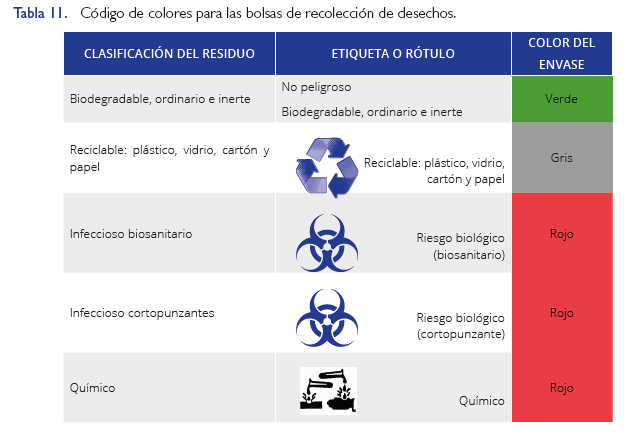 Tabla 11. Código de colores para las bolsas de recolección de desechos.
CLASIFICACIÓN DEL RESIDUO
ETIQUETA O RÓTULO
COLOR DEL
ENVASE
Biodegradable, ordinario e inerte
No peligroso
Biodegradable, ordinario e inerte
Verde
Reciclable: plástico, vidrio, cartón y
papel
Reciclable: plástico, vidrio,
cartón y papel
Gris
Infeccioso biosanitario
Riesgo biológico
(biosanitario)
Rojo
Infeccioso cortopunzantes
Riesgo biológico
(cortopunzante)
Rojo
Químico
Químico
Rojo